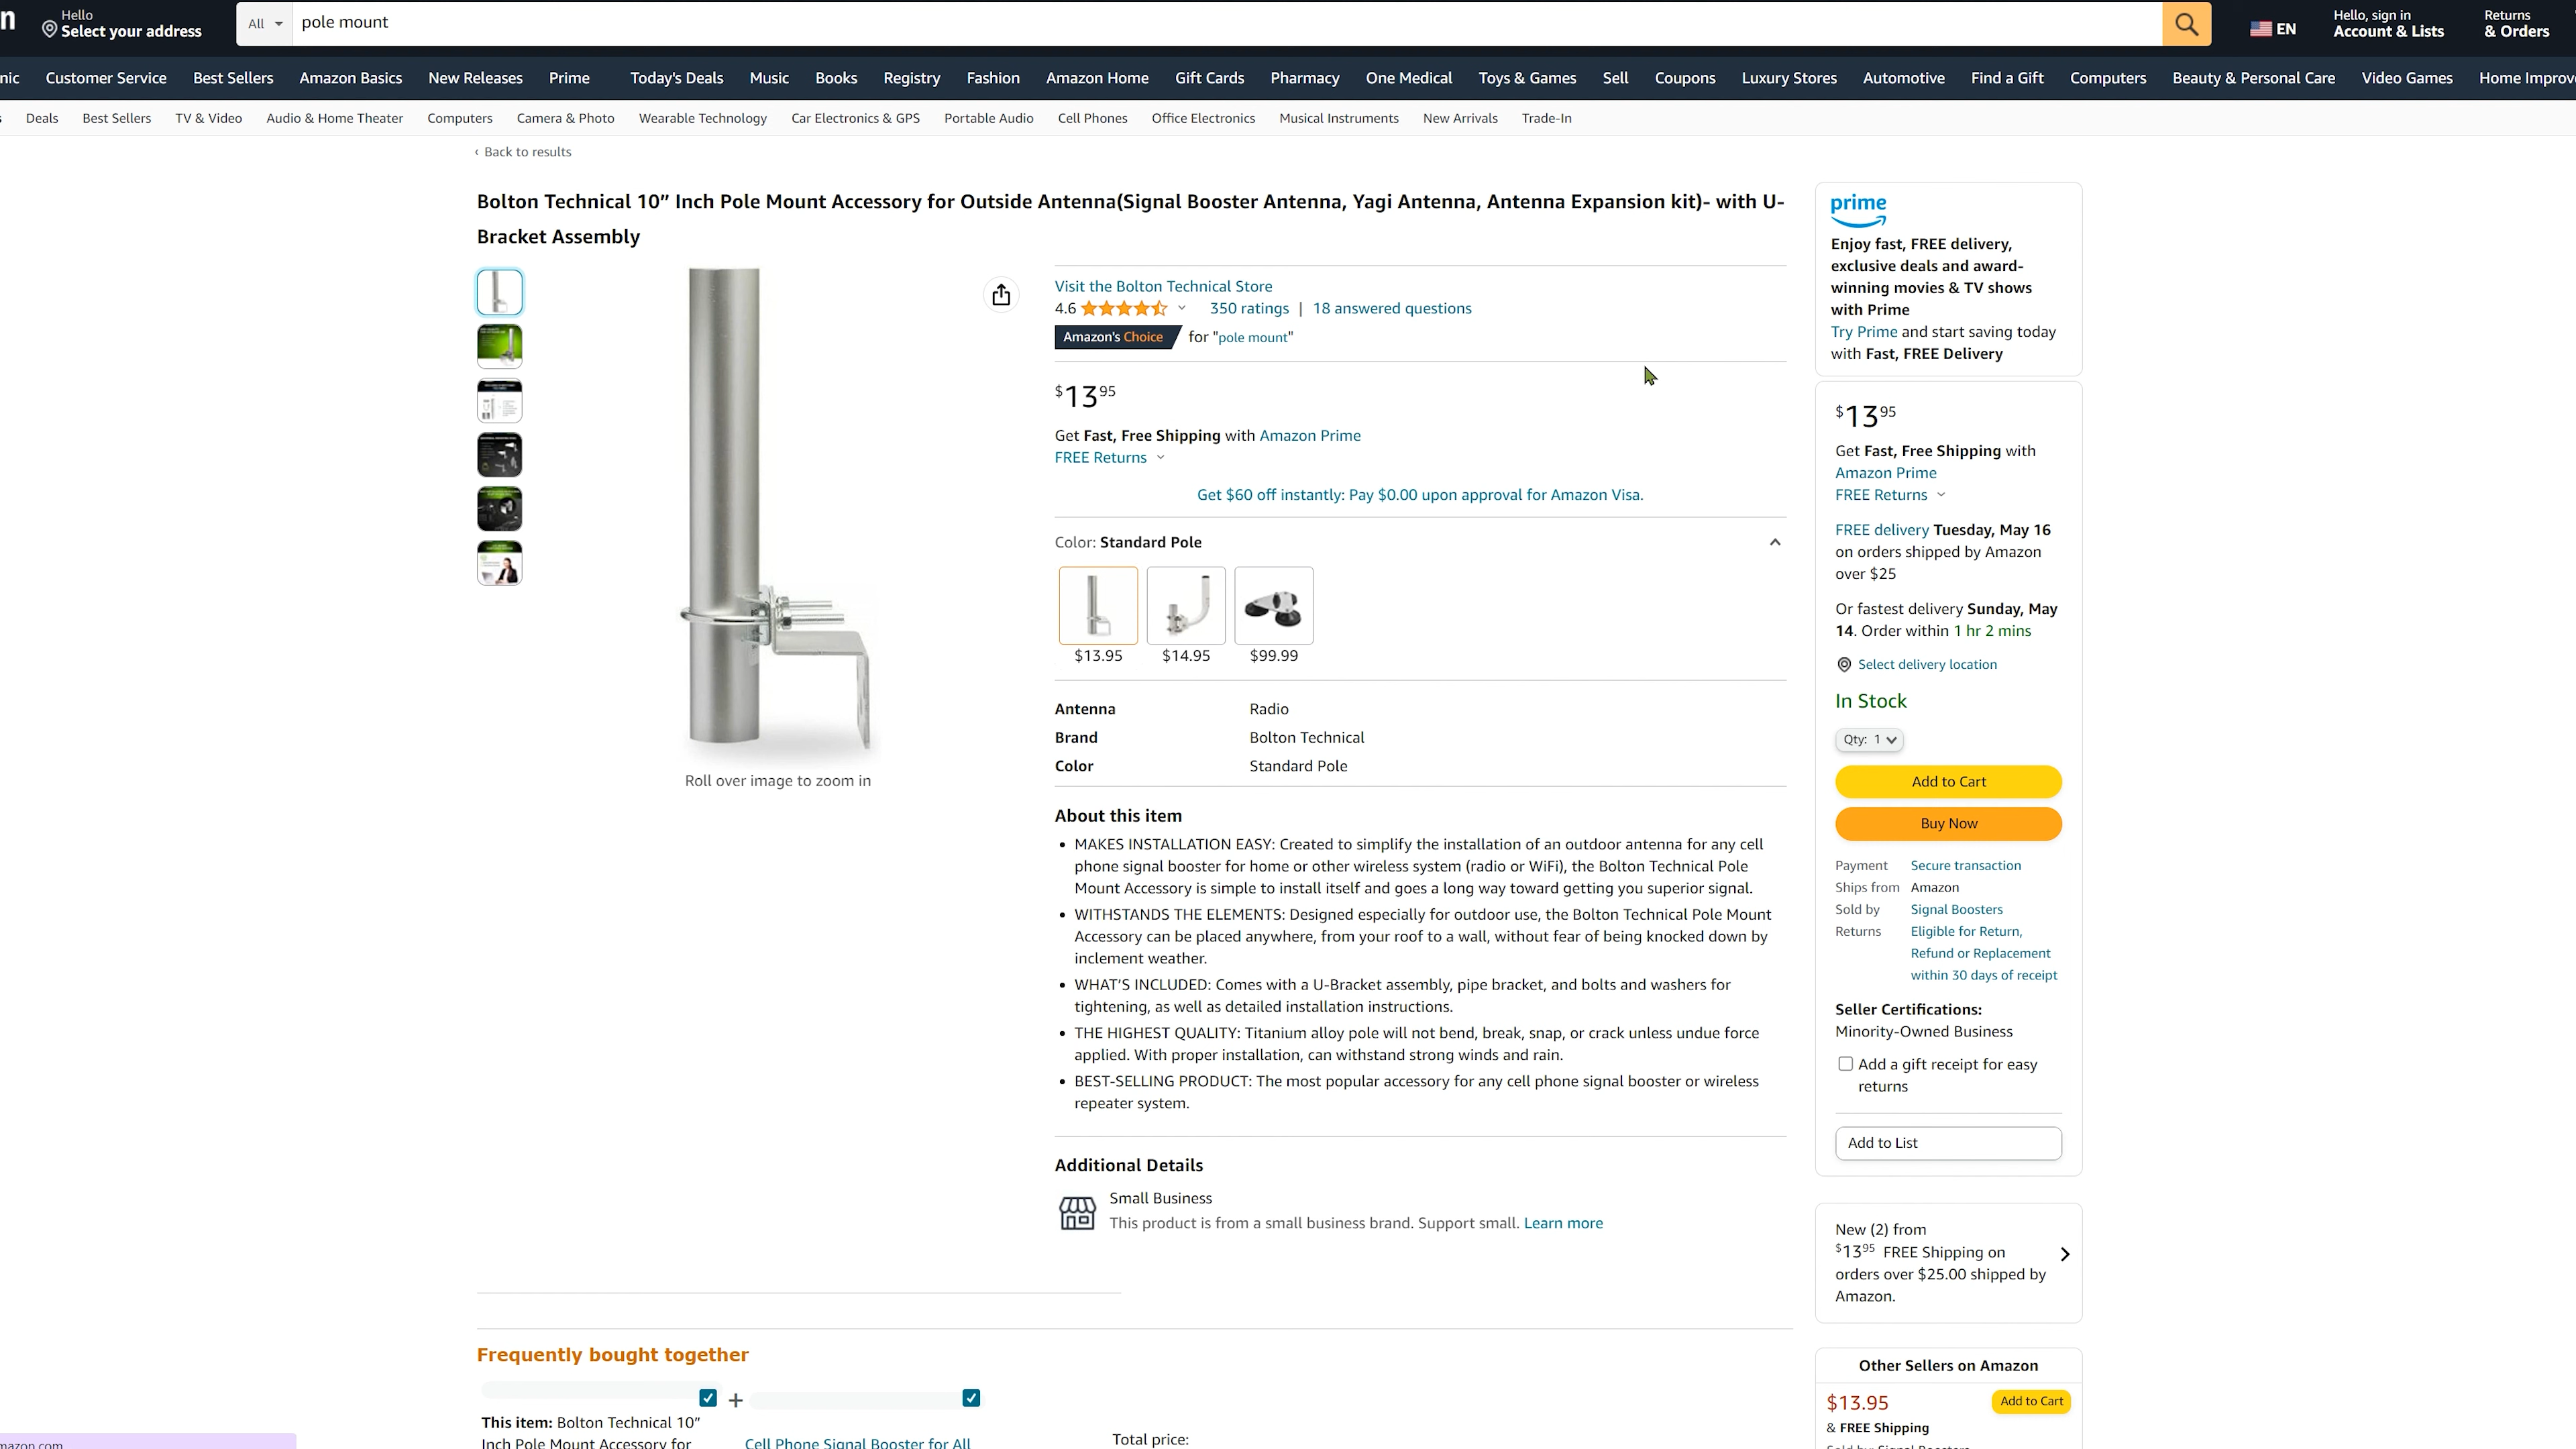 n
Hello
Select your address
All
pole mount
EN
Hello, sign in
Account & Lists
Returns
& Orders
nic Customer Service Best Sellers Amazon Basics New Releases Prime Today's Deals Music Books Registry Fashion Amazon Home Gift Cards Pharmacy One Medical Toys & Games Sell Coupons Luxury Stores Automotive Find a Gift Computers Beauty & Personal Care Video Games Home Improv
s Deals Best Sellers TV & Video Audio & Home Theater Computers Camera & Photo Wearable Technology Car Electronics & GPS Portable Audio Cell Phones Office Electronics Musical Instruments New Arrivals Trade-In
‹ Back to results
Bolton Technical 10” Inch Pole Mount Accessory for Outside Antenna(Signal Booster Antenna, Yagi Antenna, Antenna Expansion kit)- with U-
Bracket Assembly
Roll over image to zoom in
Visit the Bolton Technical Store
4.6 350 ratings | 18 answered questions
Amazon's Choice for "pole mount"
$13 95
Get Fast, Free Shipping with Amazon Prime
FREE Returns
Get $60 off instantly: Pay $0.00 upon approval for Amazon Visa.
Color: Standard Pole
$13.95 $14.95 $99.99
Antenna Radio
Brand Bolton Technical
Color Standard Pole
About this item
• MAKES INSTALLATION EASY: Created to simplify the installation of an outdoor antenna for any cell
phone signal booster for home or other wireless system (radio or WiFi), the Bolton Technical Pole
Mount Accessory is simple to install itself and goes a long way toward getting you superior signal.
• WITHSTANDS THE ELEMENTS: Designed especially for outdoor use, the Bolton Technical Pole Mount
Accessory can be placed anywhere, from your roof to a wall, without fear of being knocked down by
inclement weather.
• WHAT’S INCLUDED: Comes with a U-Bracket assembly, pipe bracket, and bolts and washers for
tightening, as well as detailed installation instructions.
• THE HIGHEST QUALITY: Titanium alloy pole will not bend, break, snap, or crack unless undue force
applied. With proper installation, can withstand strong winds and rain.
• BEST-SELLING PRODUCT: The most popular accessory for any cell phone signal booster or wireless
repeater system.
Additional Details
Small Business
This product is from a small business brand. Support small. Learn more
prime
Enjoy fast, FREE delivery,
exclusive deals and award-
winning movies & TV shows
with Prime
Try Prime and start saving today
with Fast, FREE Delivery
$13 95
Get Fast, Free Shipping with
Amazon Prime
FREE Returns
FREE delivery Tuesday, May 16
on orders shipped by Amazon
over $25
Or fastest delivery Sunday, May
14. Order within 1 hr 2 mins
Select delivery location
In Stock
Qty: 1
Add to Cart
Buy Now
Payment Secure transaction
Ships from Amazon
Sold by Signal Boosters
Returns Eligible for Return,
Refund or Replacement
within 30 days of receipt
Seller Certifications:
Minority-Owned Business
Add a gift receipt for easy
returns
Add to List
New (2) from
$13 95 FREE Shipping on
orders over $25.00 shipped by
Amazon.
Other Sellers on Amazon
$13.95 Add to Cart
& FREE Shipping
Sold by: Signal Boosters
Frequently bought together
+
This item: Bolton Technical 10”
Inch Pole Mount Accessory for
Cell Phone Signal Booster for All
Total price:
mazon.com